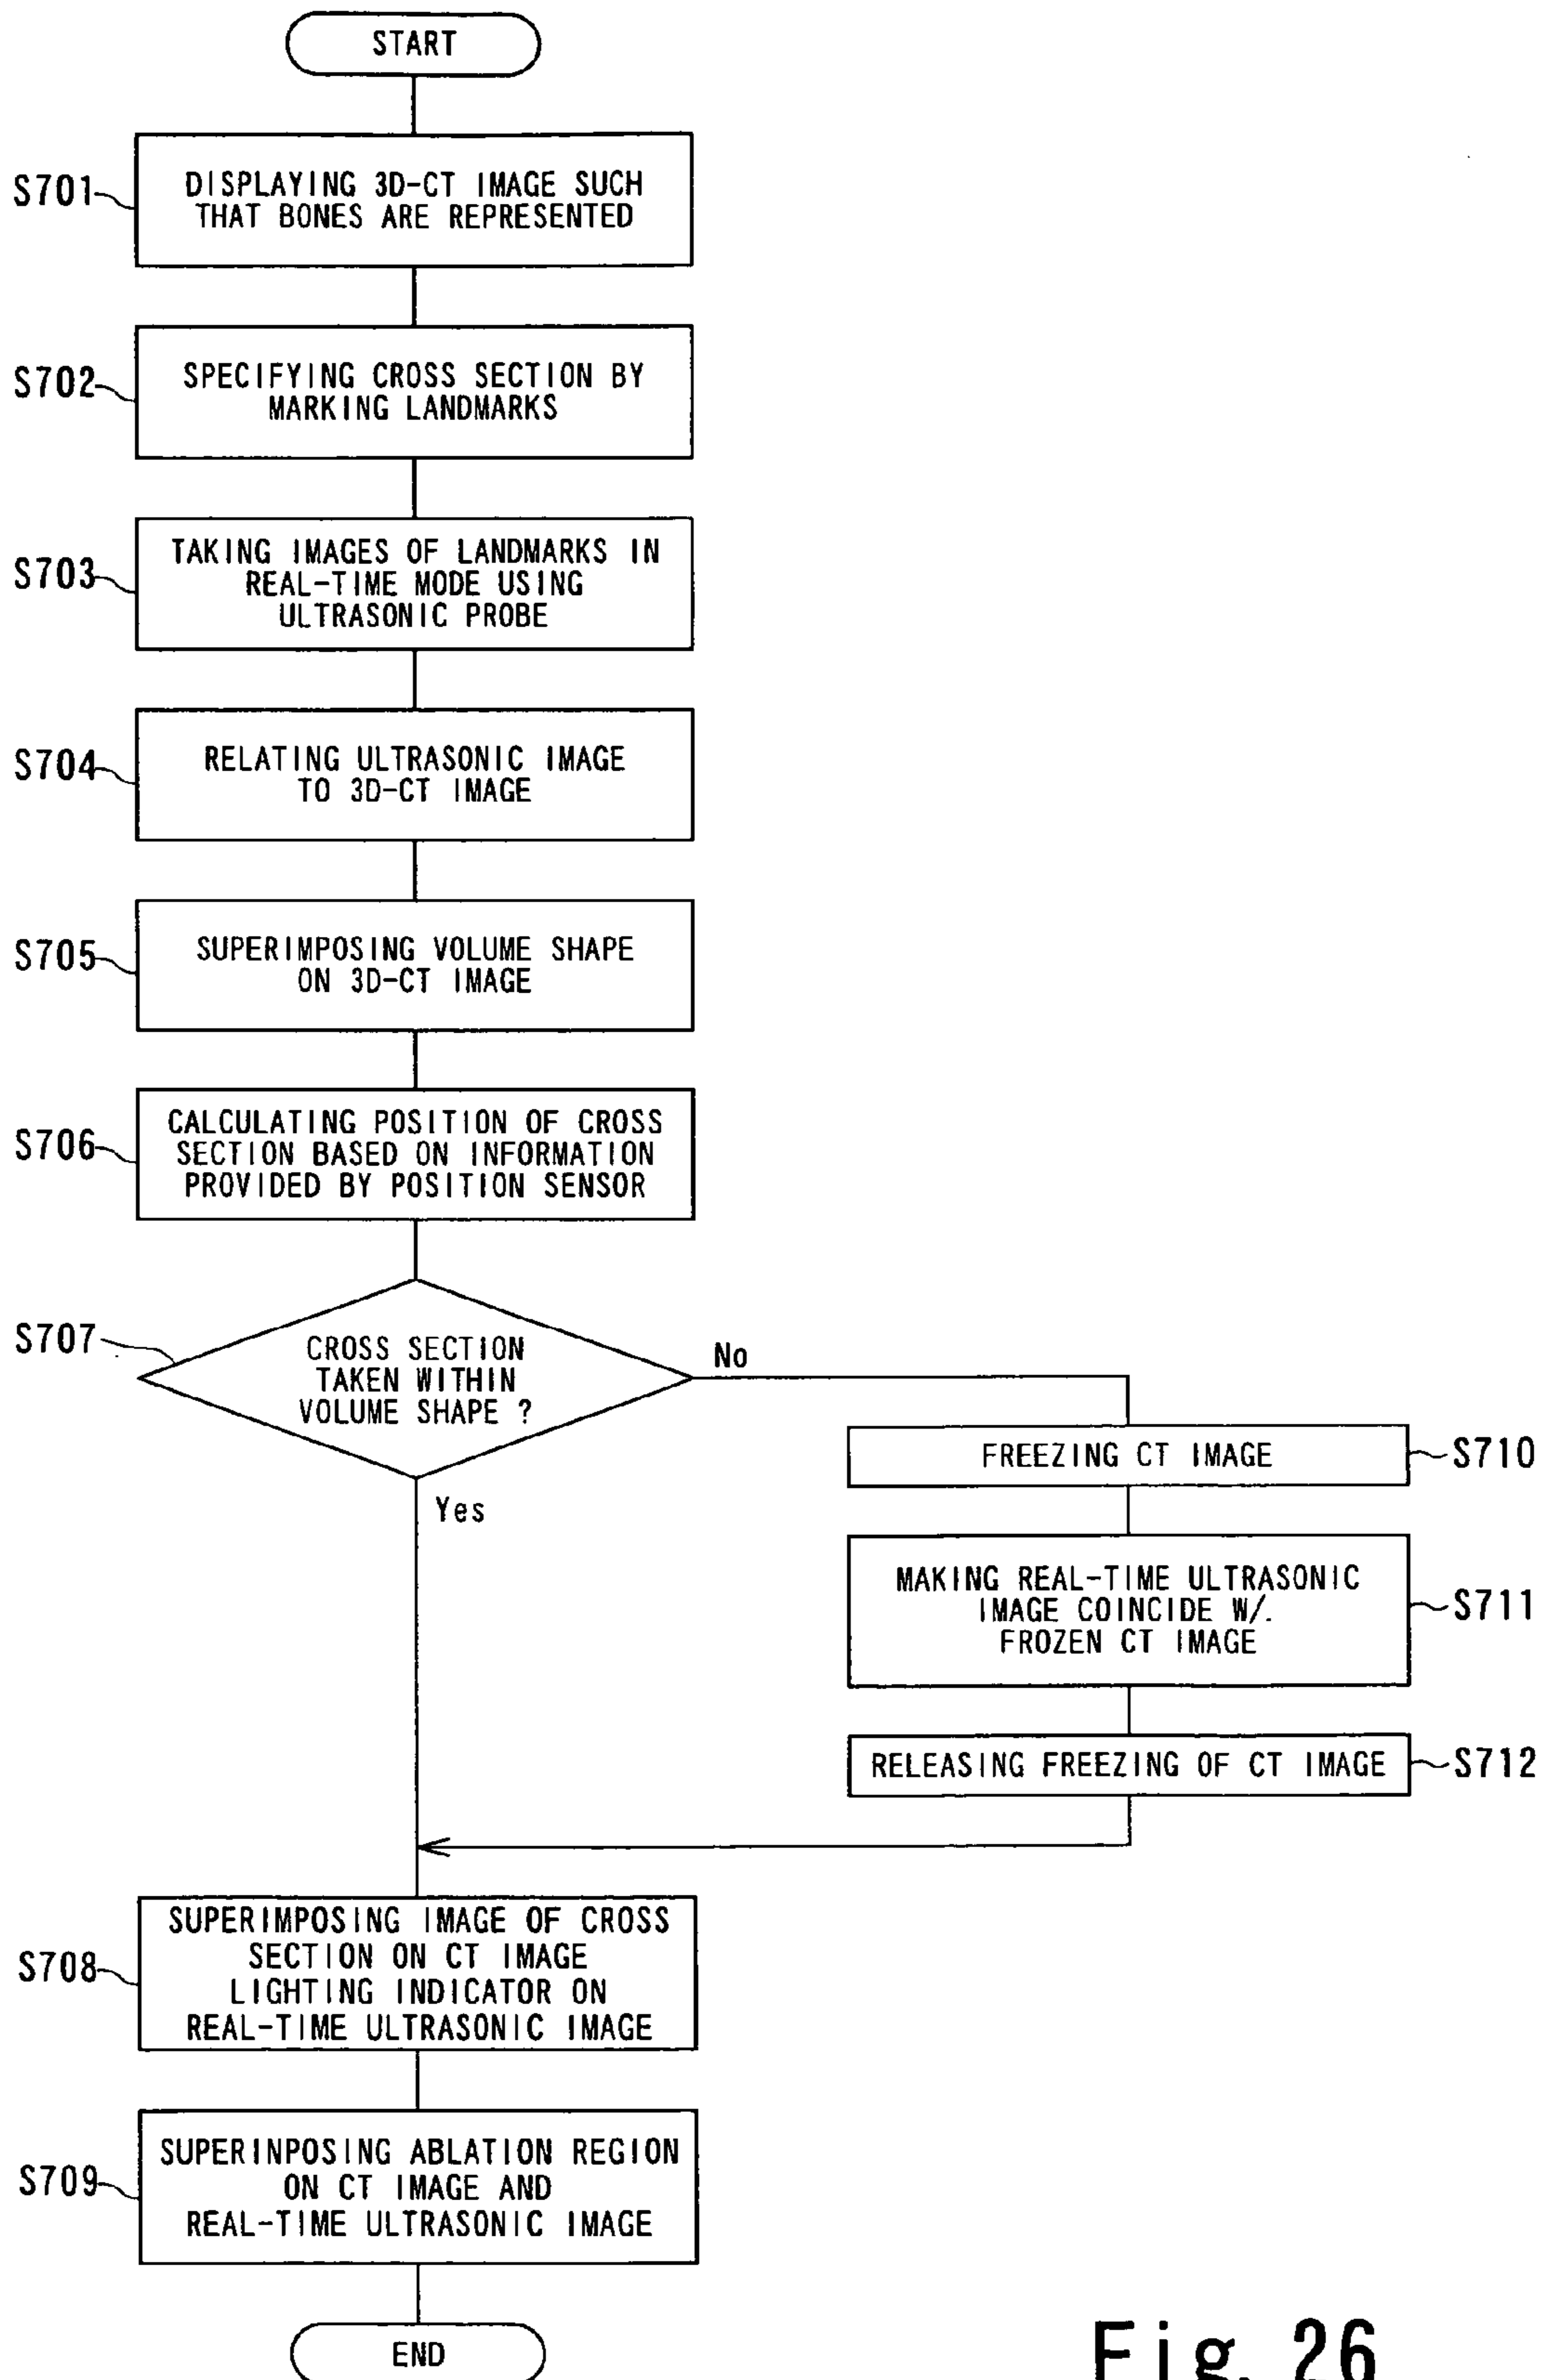 START
S701
DISPLAYING 3D-CT IMAGE SUCH
THAT BONES ARE REPRESENTED
S702
SPECIFYING CROSS SECTION BY
MARKING LANDMARKS
S703
TAKING IMAGES OF LANDMARKS IN
REAL-TIME MODE USING
ULTRASONIC PROBE
S704
RELATING ULTRASONIC IMAGE
TO 3D-CT IMAGE
S705
SUPERIMPOSING VOLUME SHAPE
ON 3D-CT IMAGE
S706
CALCULATING POSITION OF CROSS
SECTION BASED ON INFORMATION
PROVIDED BY POSITION SENSOR
S707
CROSS SECTION
TAKEN WITHIN
VOLUME SHAPE ?
No
Yes
FREEZING CT IMAGE
S710
MAKING REAL-TIME ULTRASONIC
IMAGE COINCIDE W/.
FROZEN CT IMAGE
S711
RELEASING FREEZING OF CT IMAGE
S712
S708
SUPERIMPOSING IMAGE OF CROSS
SECTION ON CT IMAGE
LIGHTING INDICATOR ON
REAL-TIME ULTRASONIC IMAGE
S709
SUPERINPOSING ABLATION REGION
ON CT IMAGE AND
REAL-TIME ULTRASONIC IMAGE
END
Fig. 26